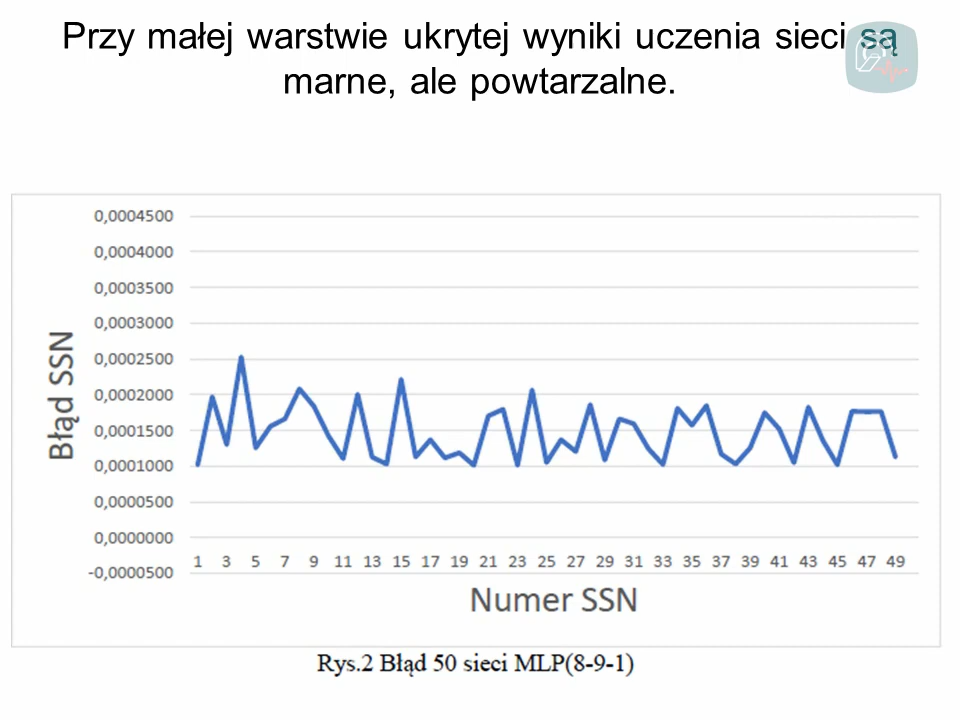 Przy małej warstwie ukrytej wyniki uczenia sieci są
marne, ale powtarzalne.
0,0004500
0,0004000
0,0003500
0,0003000
0,0002500
0,0002000
0,0001500
0,0001000
0,0000500
0,0000000
-0,0000500
Błąd SSN
1 3 5 7 9 11 13 15 17 19 21 23 25 27 29 31 33 35 37 39 41 43 45 47 49
Numer SSN
Rys.2 Błąd 50 sieci MLP(8-9-1)